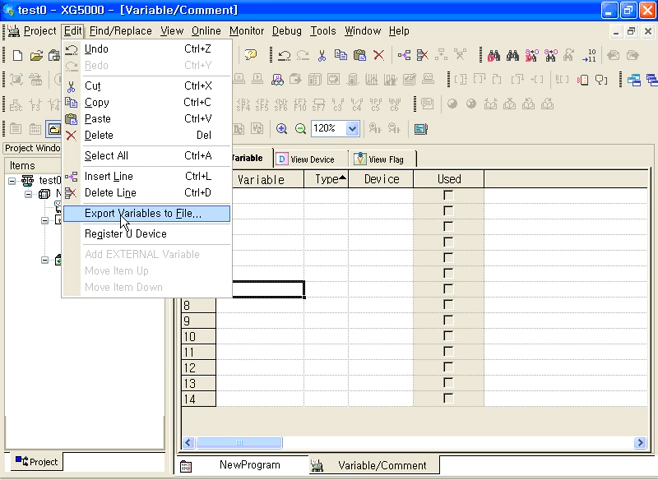 test0 - XG5000 - [Variable/Comment]
Project Edit Find/Replace View Online Monitor Debug Tools Window Help
Undo Ctrl+Z
Redo Ctrl+Y
Cut Ctrl+X
Copy Ctrl+C
Paste Ctrl+V
Delete Del
Select All Ctrl+A
Insert Line Ctrl+L
Delete Line Ctrl+D
Export Variables to File...
Register U Device
Add EXTERNAL Variable
Move Item Up
Move Item Down
120%
Project Windo
Items
test0
N
Variable View Device View Flag
Variable Type Device Used
8
9
10
11
12
13
14
Project
NewProgram Variable/Comment